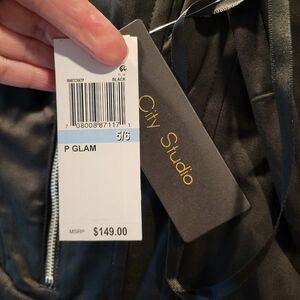 BLACK
7 08008 87117 1
5/6
P GLAM
MSRP $149.00
City Studio